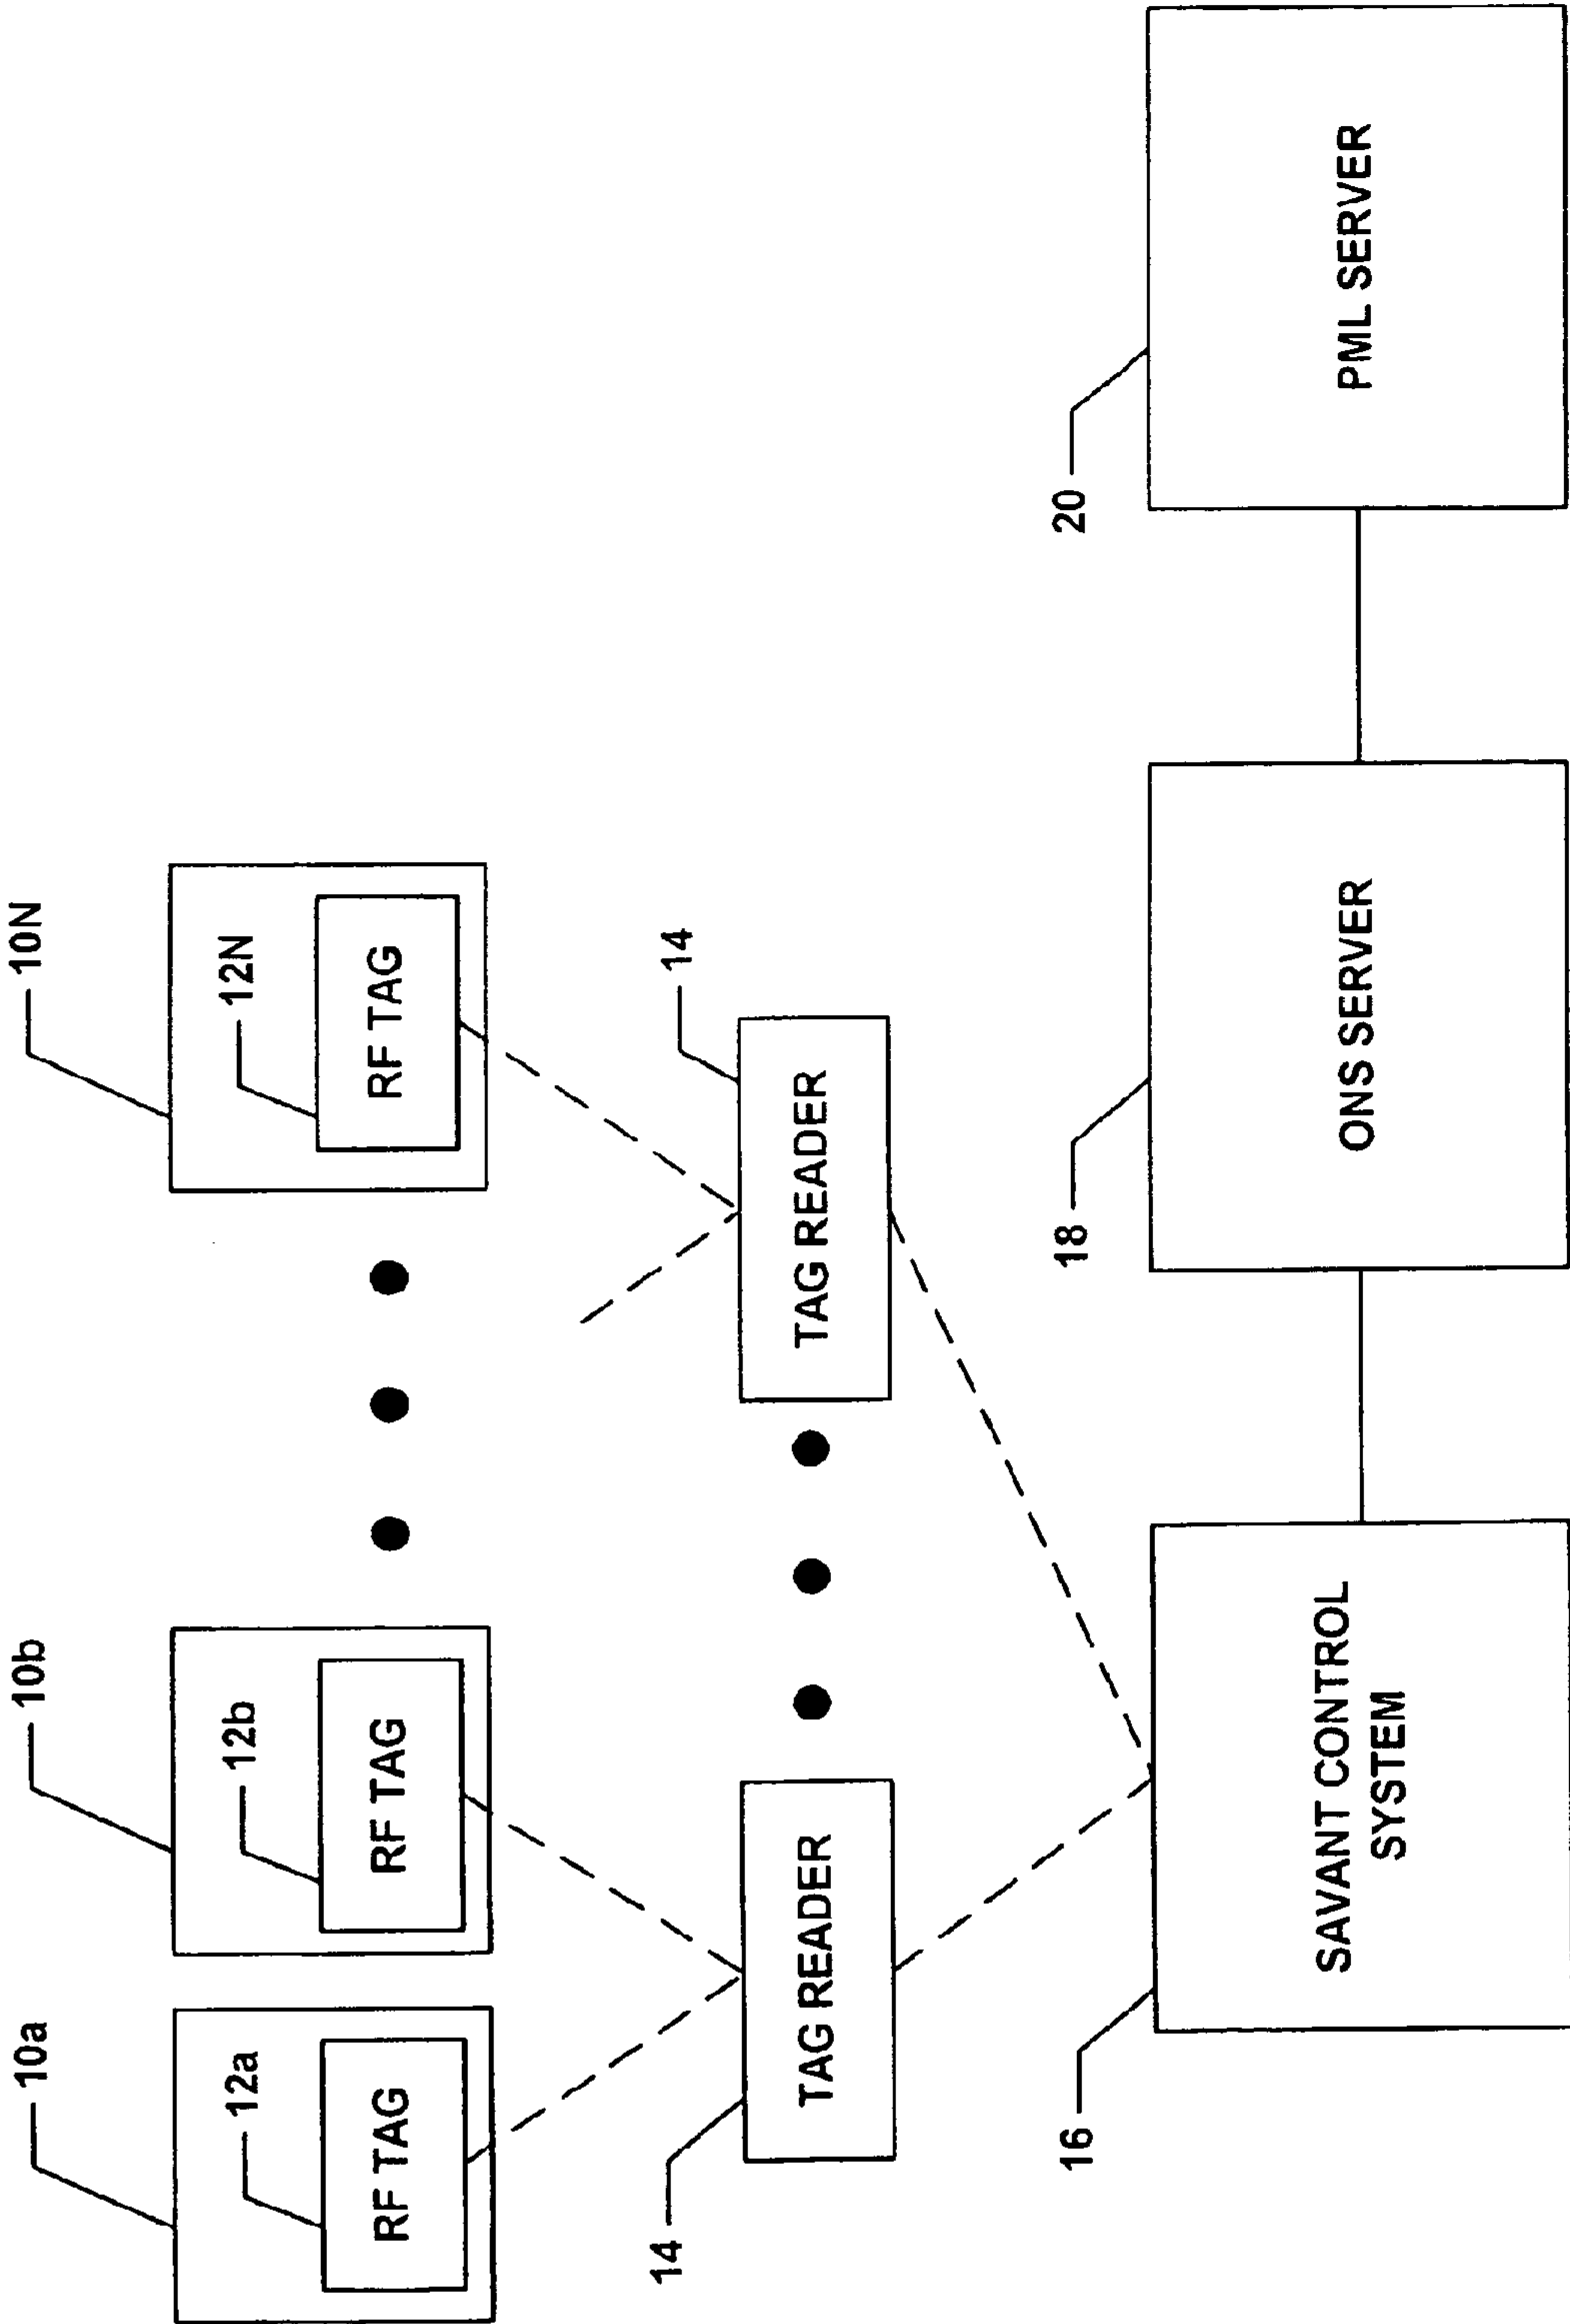 10a
10b
10N
12a
12b
12N
RF TAG
RF TAG
RF TAG
14
14
TAG READER
TAG READER
16
18
20
SAVANT CONTROL
SYSTEM
ONS SERVER
PML SERVER